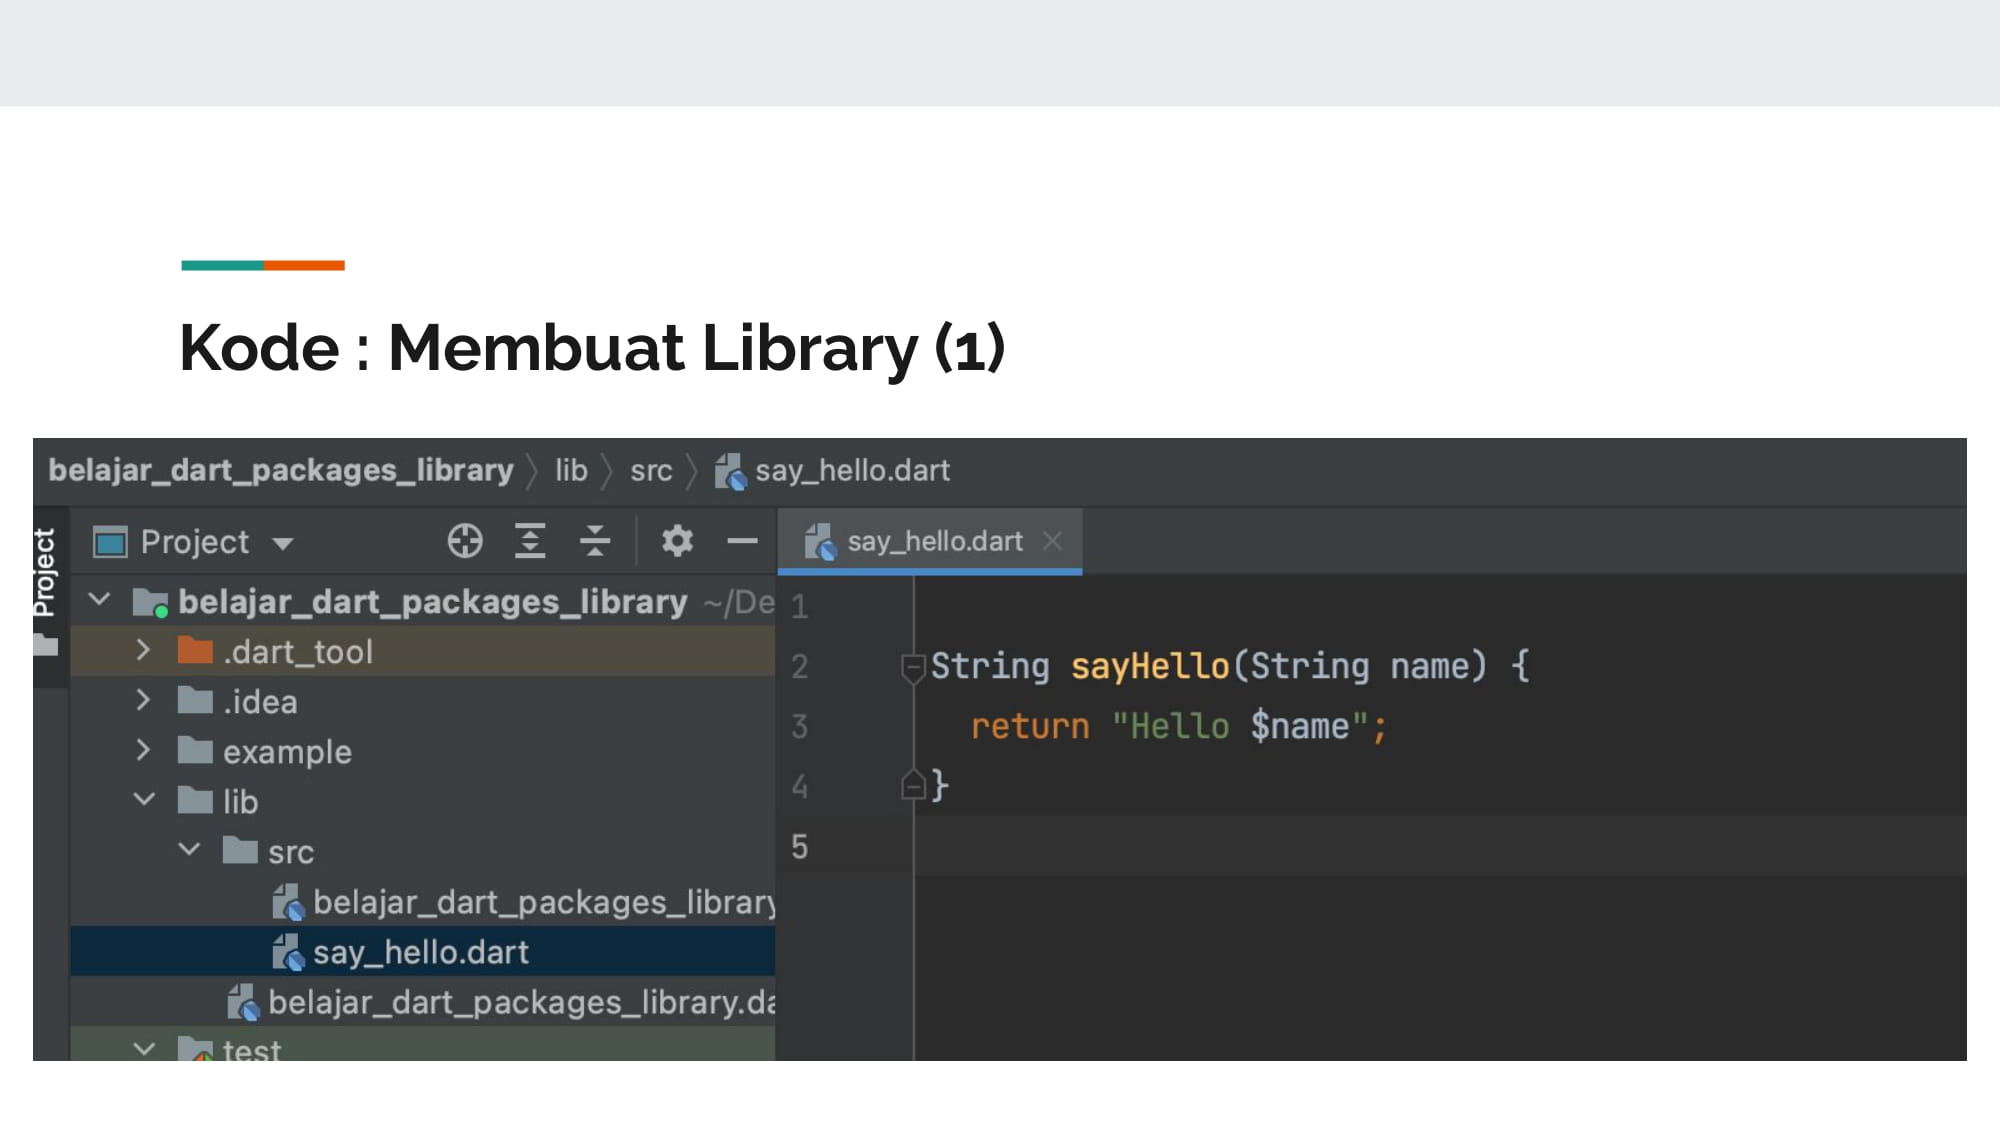 Kode : Membuat Library (1)
belajar_dart_packages_library lib src say_hello.dart
Project
Project
say_hello.dart
belajar_dart_packages_library ~/De
.dart_tool
.idea
example
lib
src
belajar_dart_packages_library
say_hello.dart
belajar_dart_packages_library.da
test
1
2 String sayHello(String name) {
3 return "Hello $name";
4 }
5